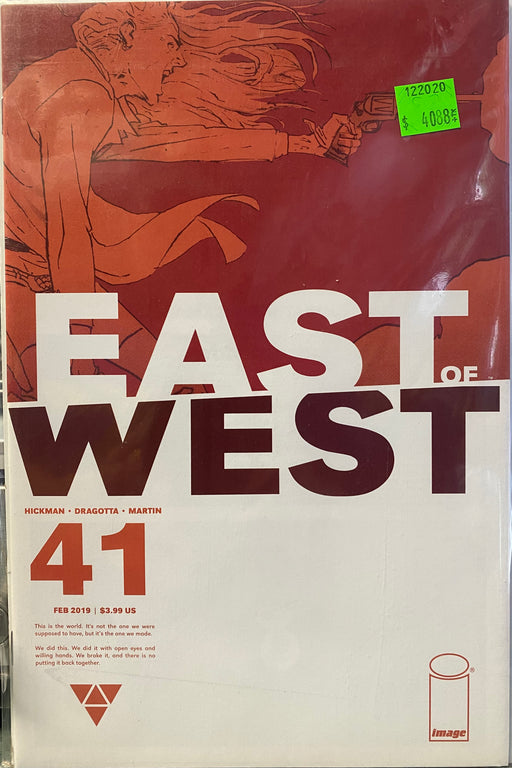 122020
$ 4088
EAST
OF
WEST
HICKMAN • DRAGOTTA • MARTIN
41
FEB 2019 | $3.99 US
This is the world. It's not the one we were
supposed to have, but it's the one we made.
We did this. We did it with open eyes and
willing hands. We broke it, and there is no
putting it back together.
®
image